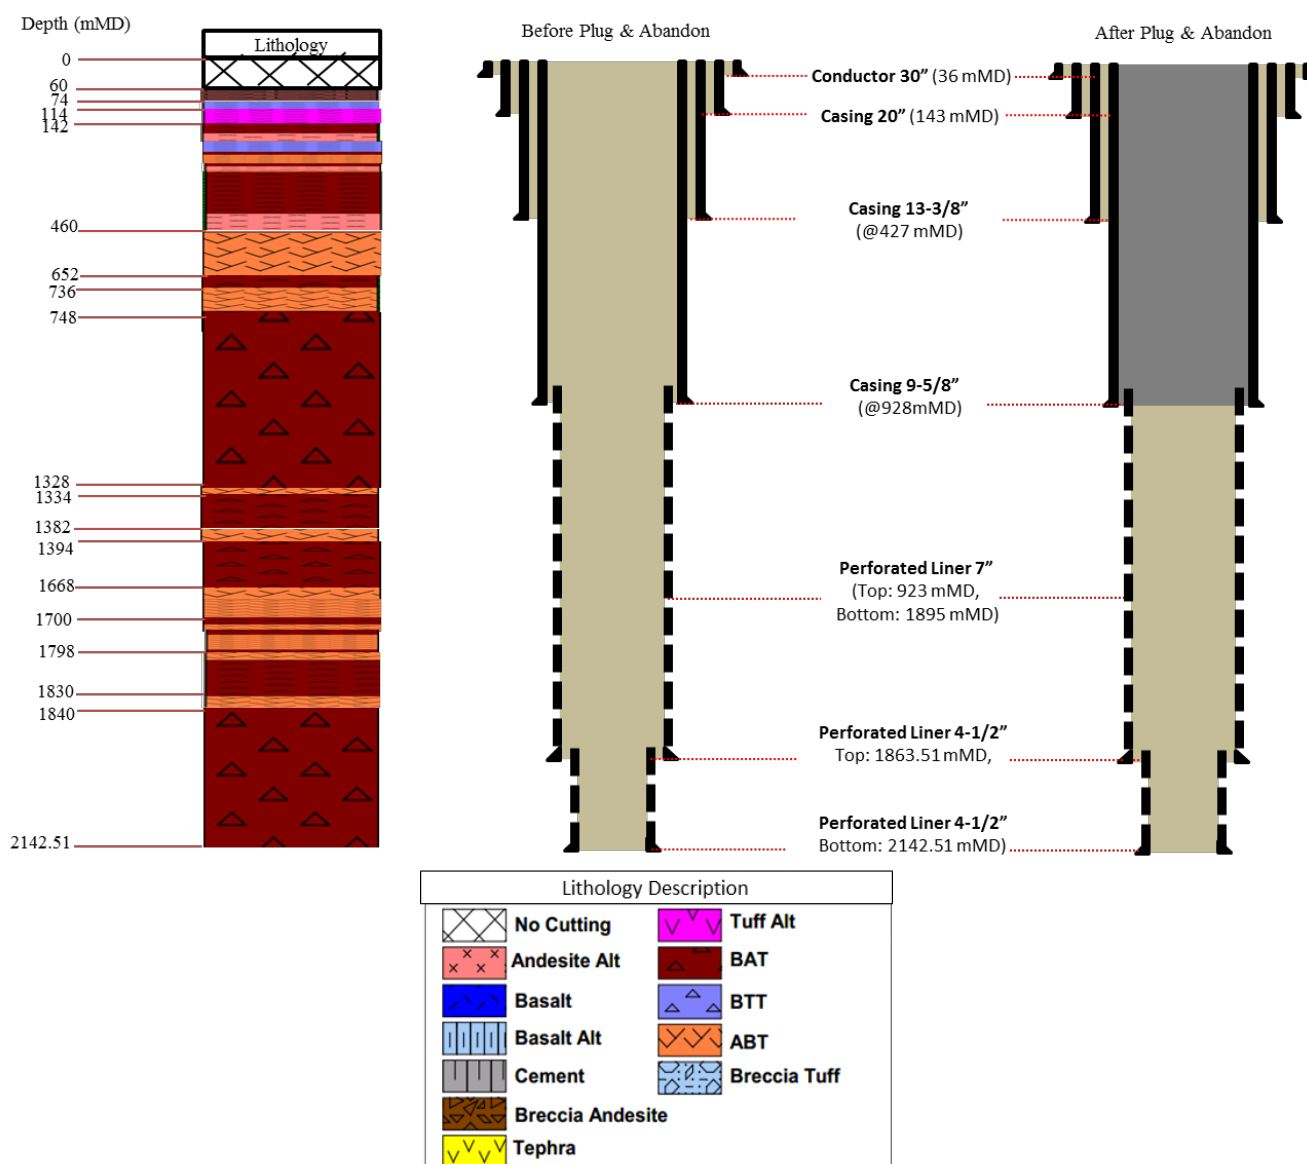 Depth (mMD)
Lithology
0
60
74
114
142
460
652
736
748
1328
1334
1382
1394
1668
1700
1798
1830
1840
2142.51
Before Plug & Abandon
After Plug & Abandon
Conductor 30” (36 mMD)
Casing 20” (143 mMD)
Casing 13-3/8”
(@427 mMD)
Casing 9-5/8”
(@928mMD)
Perforated Liner 7”
(Top: 923 mMD,
Bottom: 1895 mMD)
Perforated Liner 4-1/2”
Top: 1863.51 mMD,
Perforated Liner 4-1/2”
Bottom: 2142.51 mMD)
Lithology Description
No Cutting
Andesite Alt
Basalt
Basalt Alt
Cement
Breccia Andesite
Tephra
Tuff Alt
BAT
BTT
ABT
Breccia Tuff